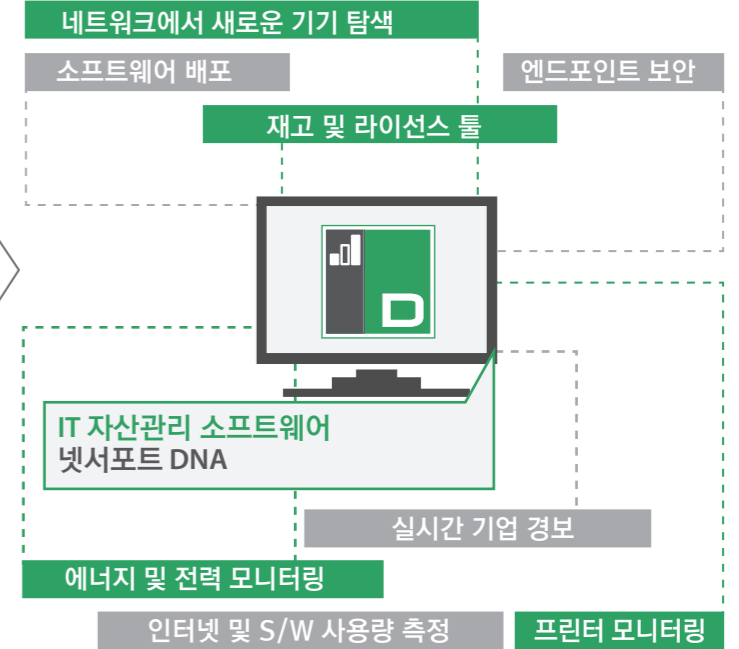 네트워크에서 새로운 기기 탐색
소프트웨어 배포
엔드포인트 보안
재고 및 라이선스 툴
D
IT 자산관리 소프트웨어
넷서포트 DNA
실시간 기업 경보
에너지 및 전력 모니터링
인터넷 및 S/W 사용량 측정
프린터 모니터링